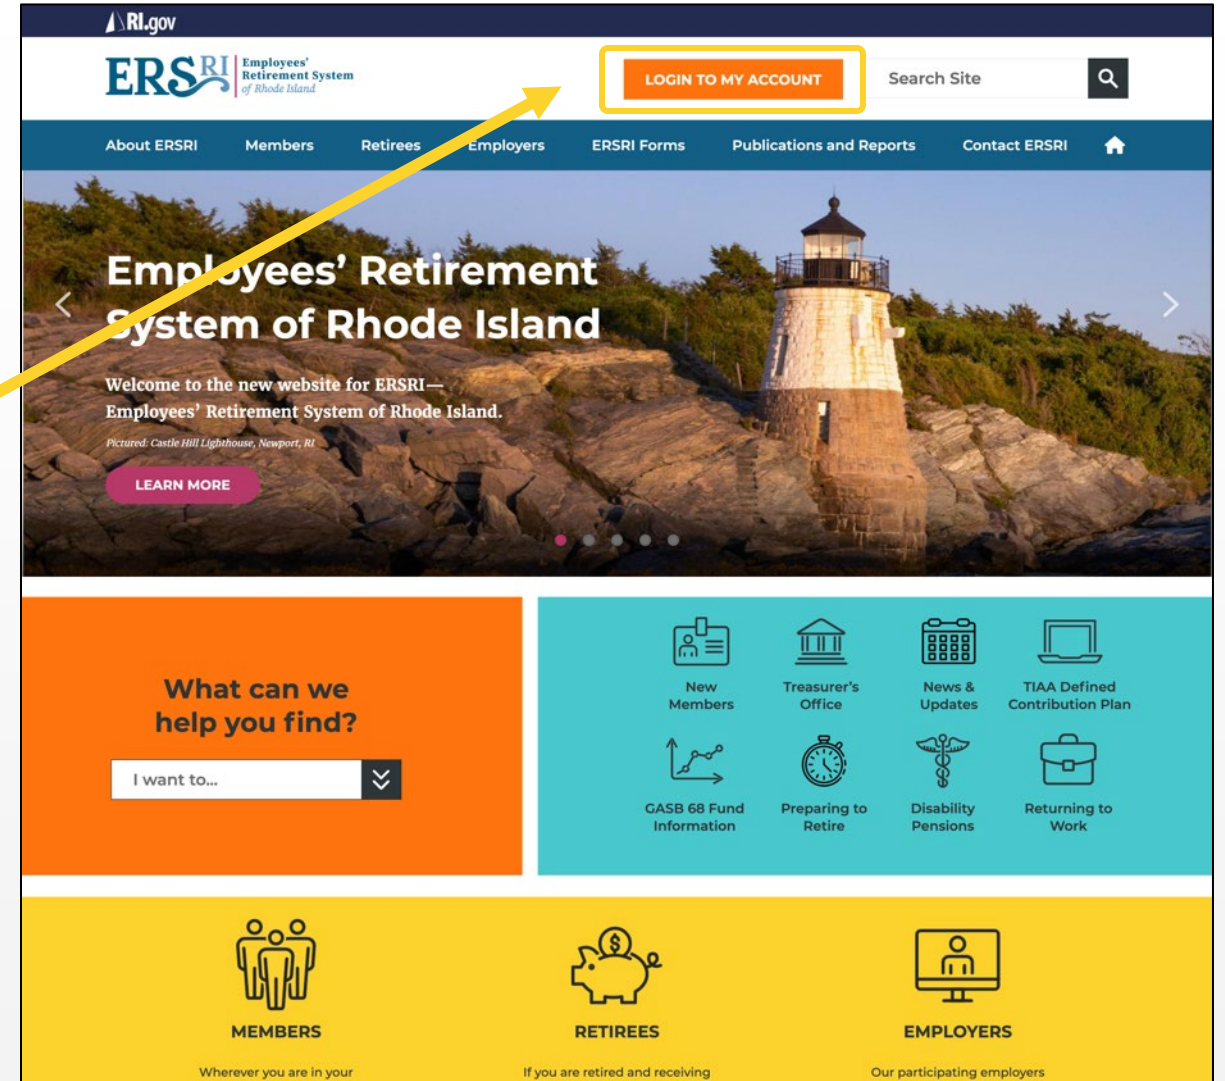 RI.gov
ERSRI
Employees'
Retirement System
of Rhode Island
LOGIN TO MY ACCOUNT
Search Site
About ERSRI
Members
Retirees
Employers
ERSRI Forms
Publications and Reports
Contact ERSRI
Employees' Retirement
System of Rhode Island
Welcome to the new website for ERSRI—
Employees' Retirement System of Rhode Island.
Pictured: Castle Hill Lighthouse, Newport, RI
LEARN MORE
What can we
help you find?
I want to...
New
Members
Treasurer's
Office
News &
Updates
TIAA Defined
Contribution Plan
GASB 68 Fund
Information
Preparing to
Retire
Disability
Pensions
Returning to
Work
MEMBERS
Wherever you are in your
RETIREES
If you are retired and receiving
EMPLOYERS
Our participating employers